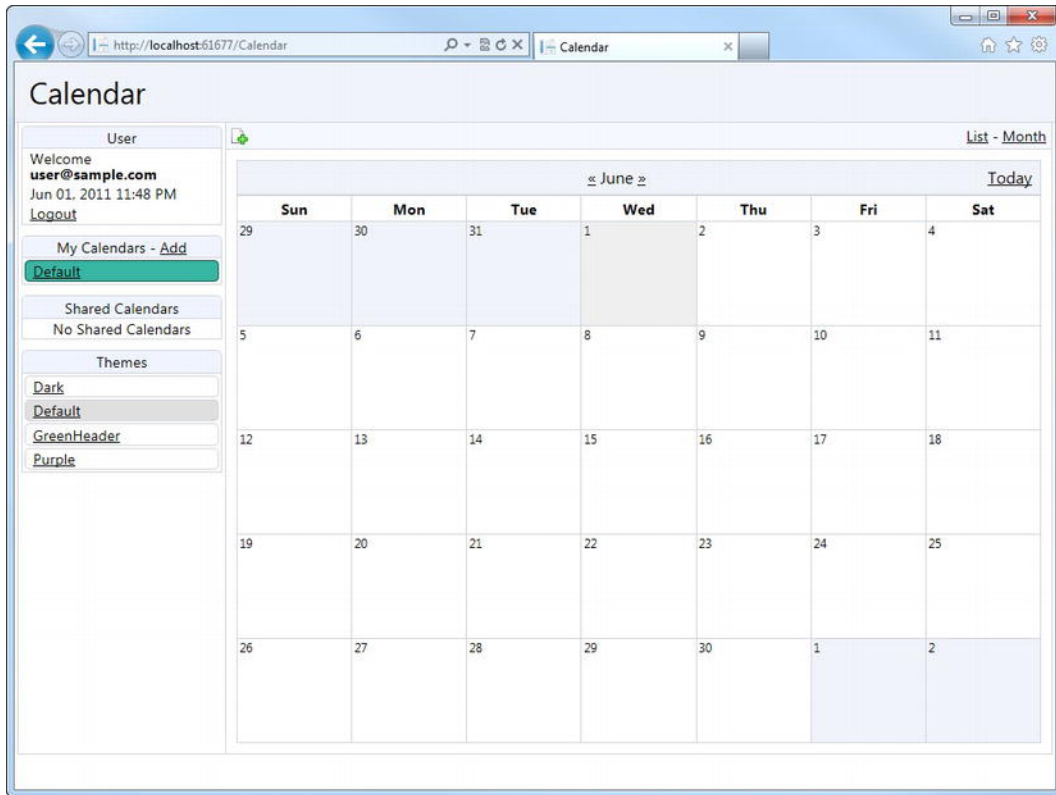 http://localhost:61677/Calendar
Calendar
Calendar
User
Welcome
user@sample.com
Jun 01, 2011 11:48 PM
Logout
My Calendars - Add
Default
Shared Calendars
No Shared Calendars
Themes
Dark
Default
GreenHeader
Purple
List - Month
« June » Today
Sun Mon Tue Wed Thu Fri Sat
29 30 31 1 2 3 4
5 6 7 8 9 10 11
12 13 14 15 16 17 18
19 20 21 22 23 24 25
26 27 28 29 30 1 2